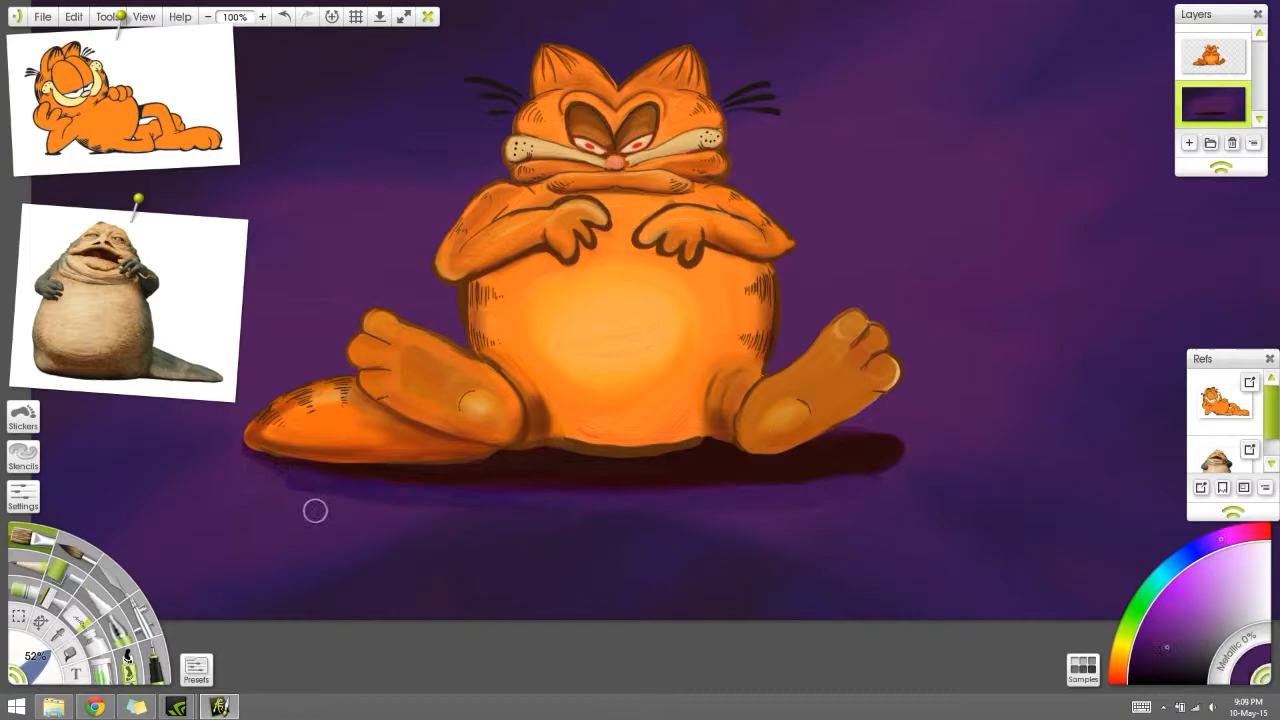 File Edit Tools View Help 100%
Layers
Refs
Stickers
Stencils
Settings
52%
T
Presets
Samples
Metallic 0%
9:09 PM
10-May-15